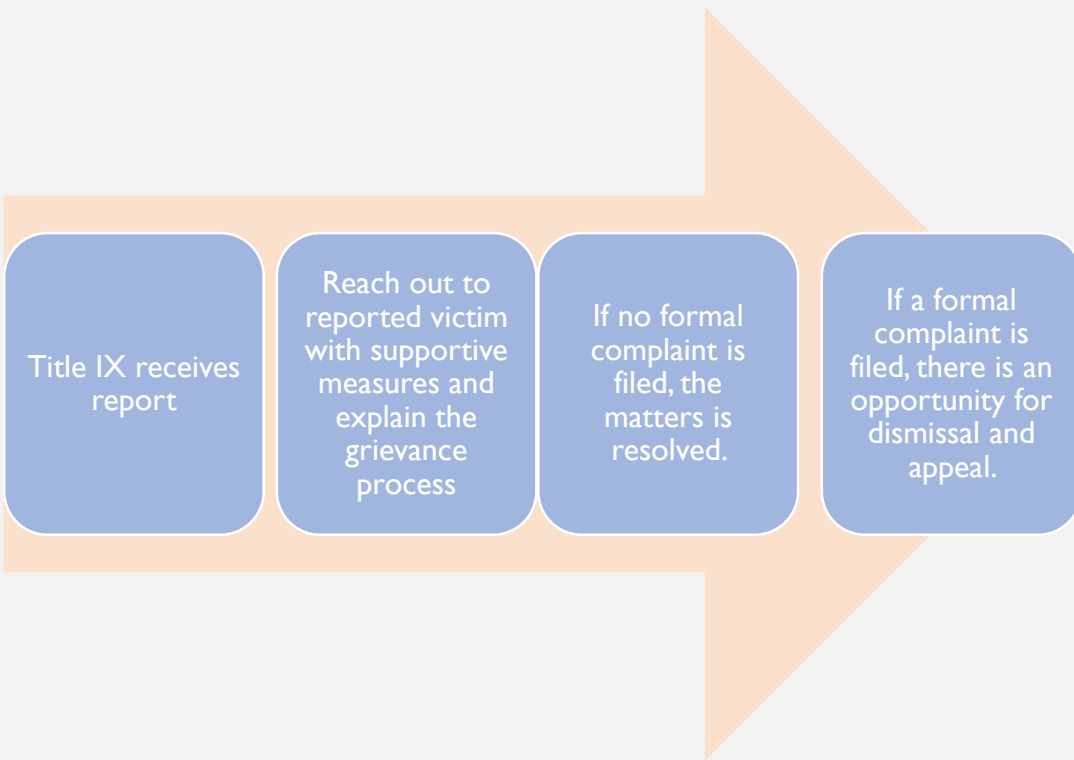 Title IX receives
report
Reach out to
reported victim
with supportive
measures and
explain the
grievance
process
If no formal
complaint is
filed, the
matters is
resolved.
If a formal
complaint is
filed, there is an
opportunity for
dismissal and
appeal.